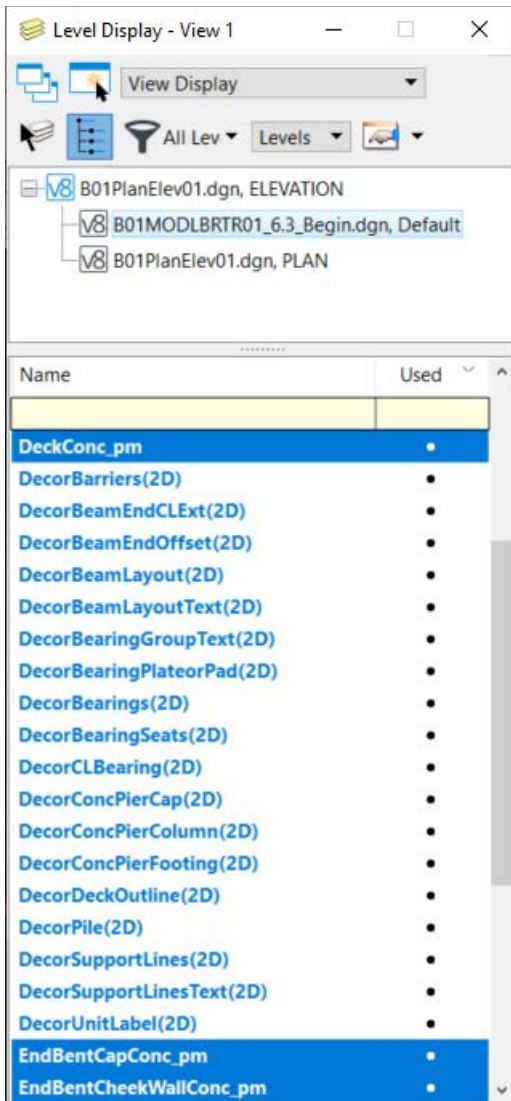 Level Display - View 1
View Display
All Lev
Levels
B01PlanElev01.dgn, ELEVATION
B01MODLBRTR01_6.3_Begin.dgn, Default
B01PlanElev01.dgn, PLAN
Name Used
DeckConc_pm
DecorBarriers(2D)
DecorBeamEndCLExt(2D)
DecorBeamEndOffset(2D)
DecorBeamLayout(2D)
DecorBeamLayoutText(2D)
DecorBearingGroupText(2D)
DecorBearingPlateorPad(2D)
DecorBearings(2D)
DecorBearingSeats(2D)
DecorCLBearing(2D)
DecorConcPierCap(2D)
DecorConcPierColumn(2D)
DecorConcPierFooting(2D)
DecorDeckOutline(2D)
DecorPile(2D)
DecorSupportLines(2D)
DecorSupportLinesText(2D)
DecorUnitLabel(2D)
EndBentCapConc_pm
EndBentCheekWallConc_pm